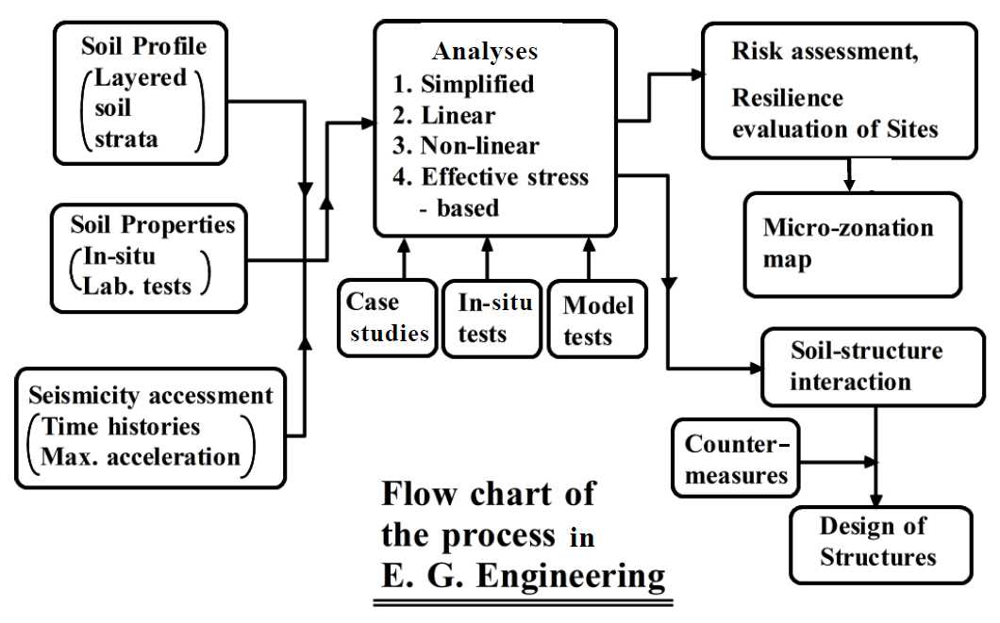 Soil Profile
(Layered
soil
strata)
Soil Properties
(In-situ
Lab. tests)
Seismicity accessment
(Time histories
Max. acceleration)
Analyses
1. Simplified
2. Linear
3. Non-linear
4. Effective stress
- based
Case
studies
In-situ
tests
Model
tests
Risk assessment,
Resilience
evaluation of Sites
Micro-zonation
map
Soil-structure
interaction
Counter-
measures
Design of
Structures
Flow chart of
the process in
E. G. Engineering